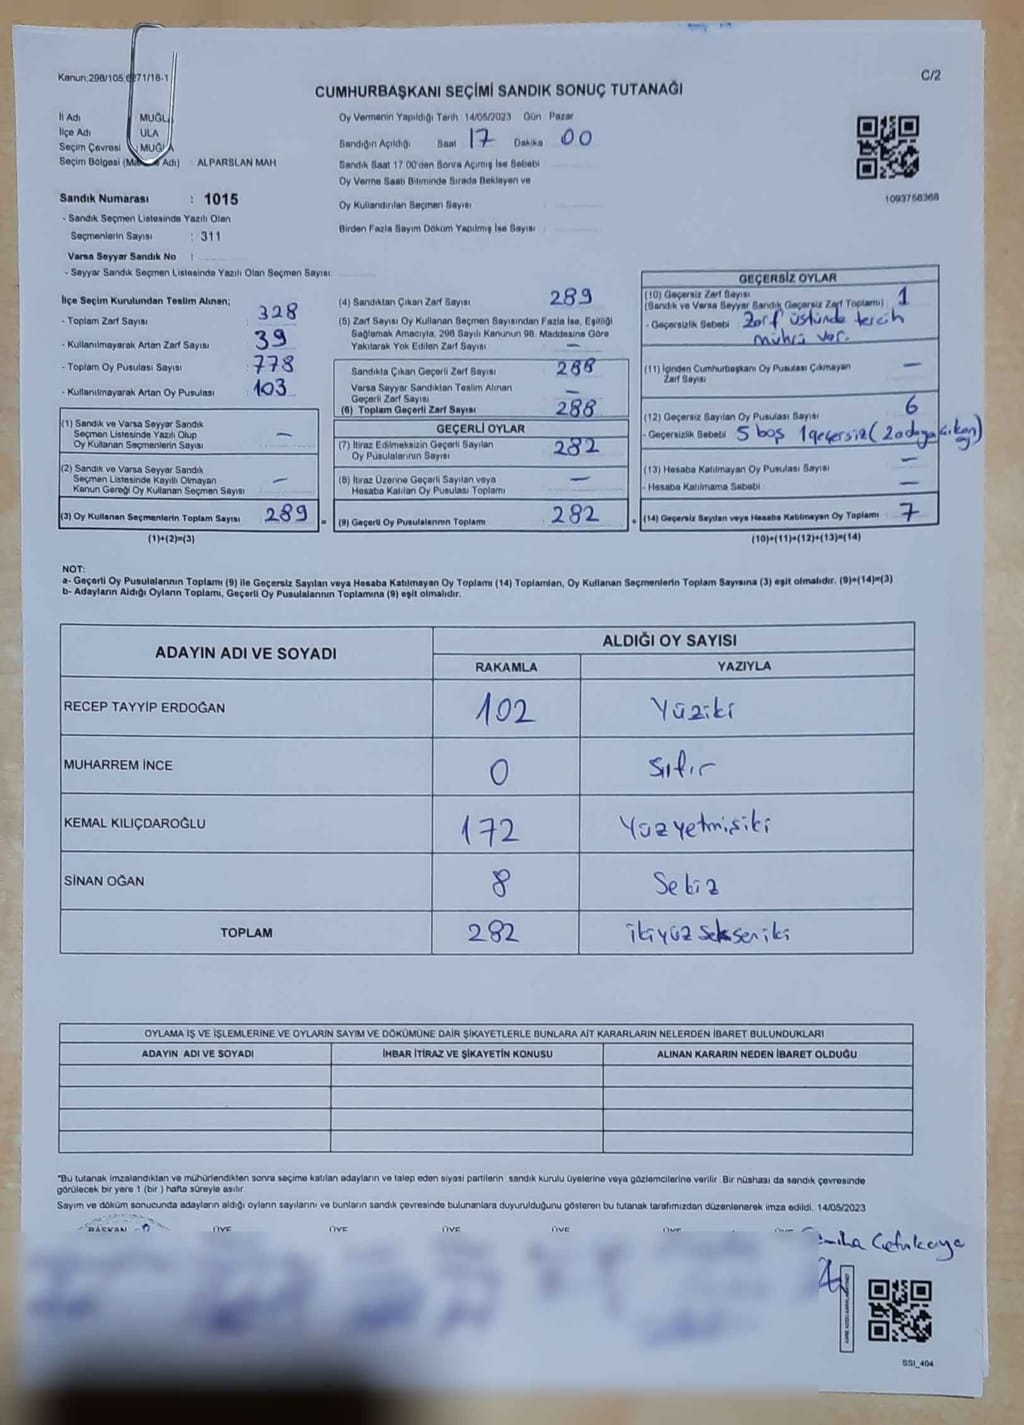 Kanun:298/105,6271/18-1
C/2
CUMHURBAŞKANI SEÇİMİ SANDIK SONUÇ TUTANAĞI
İl Adı MUĞL
İlçe Adı ULA
Seçim Çevresi : MUĞLA
Seçim Bölgesi ( Adı) : ALPARSLAN MAH
Sandık Numarası : 1015
- Sandık Seçmen Listesinde Yazılı Olan
Seçmenlerin Sayısı : 311
Varsa Seyyar Sandık No :
- Seyyar Sandık Seçmen Listesinde Yazılı Olan Seçmen Sayısı:
Oy Vermenin Yapıldığı Tarih 14/05/2023 Gün Pazar
Sandığın Açıldığı Saat 17 Dakika 00
Sandık Saat 17.00'den Sonra Açımış İse Sebebi
Oy Verme Saati Bitiminde Sırada Bekleyen ve
Oy Kullandırılan Seçmen Sayısı
Birden Fazla Sayım Döküm Yapılmış İse Sayısı
1093756368
İlçe Seçim Kurulundan Teslim Alınan;
- Toplam Zarf Sayısı 328
- Kullanılmayarak Artan Zarf Sayısı 39
- Toplam Oy Pusulası Sayısı 778
- Kullanılmayarak Artan Oy Pusulası 103
(1) Sandık ve Varsa Seyyar Sandık
Seçmen Listesinde Yazılı Olup
Oy Kullanan Seçmenlerin Sayısı —
(2) Sandık ve Varsa Seyyar Sandık
Seçmen Listesinde Kayıtlı Olmayan
Kanun Gereği Oy Kullanan Seçmen Sayısı —
(3) Oy Kullanan Seçmenlerin Toplam Sayısı 289 =
(1)+(2)=(3)
(4) Sandıktan Çıkan Zarf Sayısı 289
(5) Zarf Sayısı Oy Kullanan Seçmen Sayısından Fazla İse, Eşitliği
Sağlamak Amacıyla, 298 Sayılı Kanunun 98. Maddesine Göre
Yakılarak Yok Edilen Zarf Sayısı —
Sandıkta Çıkan Geçerli Zarf Sayısı 288
Varsa Seyyar Sandıktan Teslim Alınan
Geçerli Zarf Sayısı —
(6) Toplam Geçerli Zarf Sayısı 288
GEÇERLİ OYLAR
(7) İtiraz Edilmeksizin Geçerli Sayılan
Oy Pusulalarının Sayısı 282
(8) İtiraz Üzerine Geçerli Sayılan veya
Hesaba Katılan Oy Pusulası Toplamı —
(9) Geçerli Oy Pusulalarının Toplamı 282 +
GEÇERSİZ OYLAR
(10) Geçersiz Zarf Sayısı
(Sandık ve Varsa Seyyar Sandık Geçersiz Zarf Toplamı) 1
- Geçersizlik Sebebi Zarf üstünde tercih
mührü var.
(11) İçinden Cumhurbaşkanı Oy Pusulası Çıkmayan
Zarf Sayısı —
(12) Geçersiz Sayılan Oy Pusulası Sayısı 6
- Geçersizlik Sebebi 5 boş 1 geçersiz (2 adaya çıkan oy)
(13) Hesaba Katılmayan Oy Pusulası Sayısı —
- Hesaba Katılmama Sebebi —
(14) Geçersiz Sayılan veya Hesaba Katılmayan Oy Toplamı 7
(10)+(11)+(12)+(13)=(14)
NOT:
a- Geçerli Oy Pusulalarının Toplamı (9) ile Geçersiz Sayılan veya Hesaba Katılmayan Oy Toplamı (14) Toplamları, Oy Kullanan Seçmenlerin Toplam Sayısına (3) eşit olmalıdır. (9)+(14)=(3)
b- Adayların Aldığı Oyların Toplamı, Geçerli Oy Pusulalarının Toplamına (9) eşit olmalıdır.
ADAYIN ADI VE SOYADI ALDIĞI OY SAYISI
RAKAMLA YAZIYLA
RECEP TAYYİP ERDOĞAN 102 Yüziki
MUHARREM İNCE 0 Sıfır
KEMAL KILIÇDAROĞLU 172 Yüzyetmişiki
SİNAN OĞAN 8 Sekiz
TOPLAM 282 ikiyüz Sekseniki
OYLAMA İŞ VE İŞLEMLERİNE VE OYLARIN SAYIM VE DÖKÜMÜNE DAİR ŞİKAYETLERLE BUNLARA AİT KARARLARIN NELERDEN İBARET BULUNDUKLARI
ADAYIN ADI VE SOYADI İHBAR İTİRAZ VE ŞİKAYETİN KONUSU ALINAN KARARIN NEDEN İBARET OLDUĞU
"Bu tutanak imzalandıktan ve mühürlendikten sonra seçime katılan adayların ve talep eden siyasi partilerin sandık kurulu üyelerine veya gözlemcilerine verilir. Bir nüshası da sandık çevresinde
görülecek bir yere 1 (bir ) hafta süreyle asılır.
Sayım ve döküm sonucunda adayların aldığı oyların sayılarını ve bunların sandık çevresinde bulunanlara duyurulduğunu gösteren bu tutanak tarafımızdan düzenlenerek imza edildi. 14/05/2023
BAŞKAN ÜYE ÜYE ÜYE ÜYE ÜYE
SSI_404